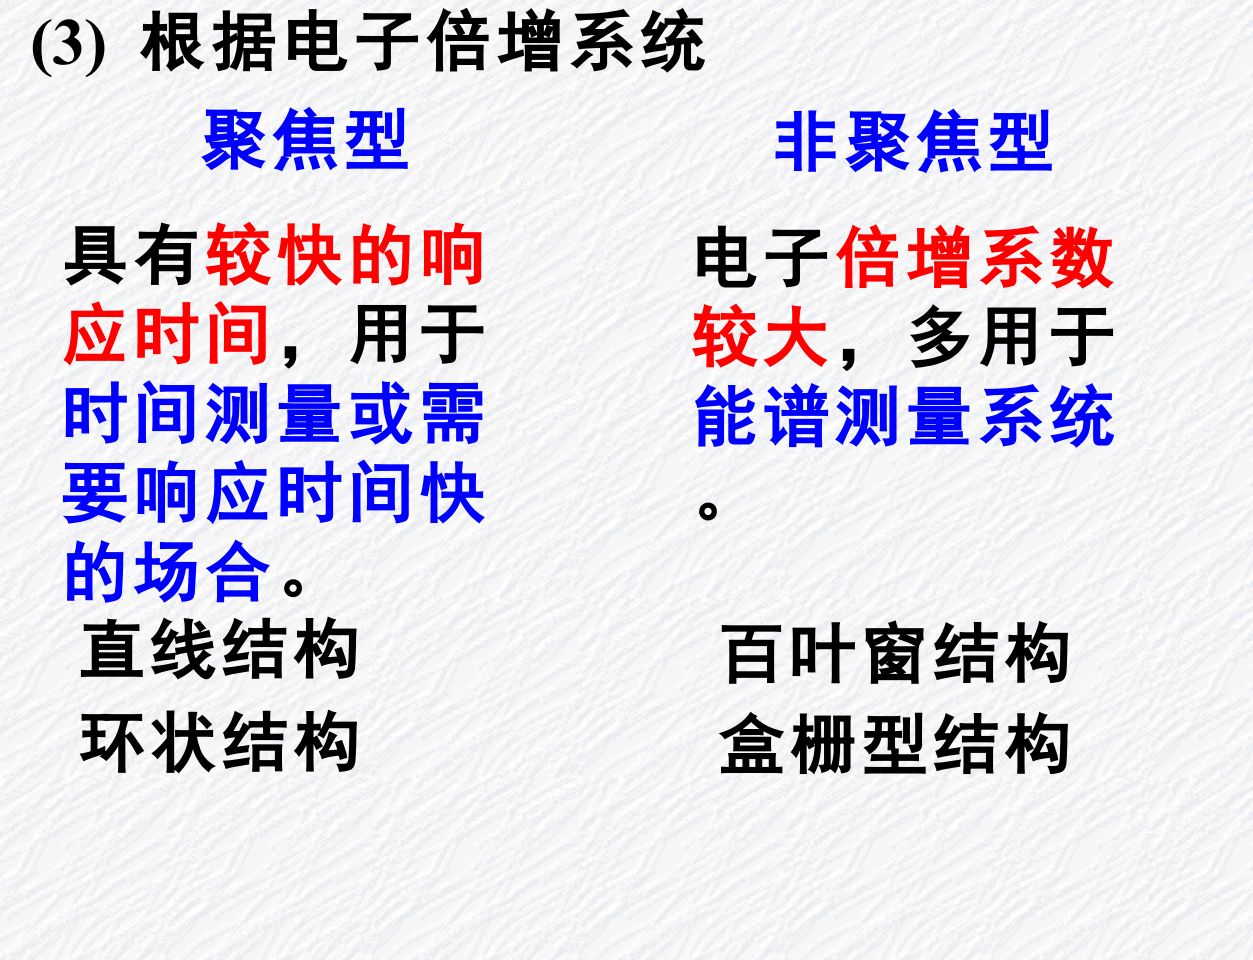 (3) 根据电子倍增系统
聚焦型
具有较快的响
应时间，用于
时间测量或需
要响应时间快
的场合。
直线结构
环状结构
非聚焦型
电子倍增系数
较大，多用于
能谱测量系统
。
百叶窗结构
盒栅型结构